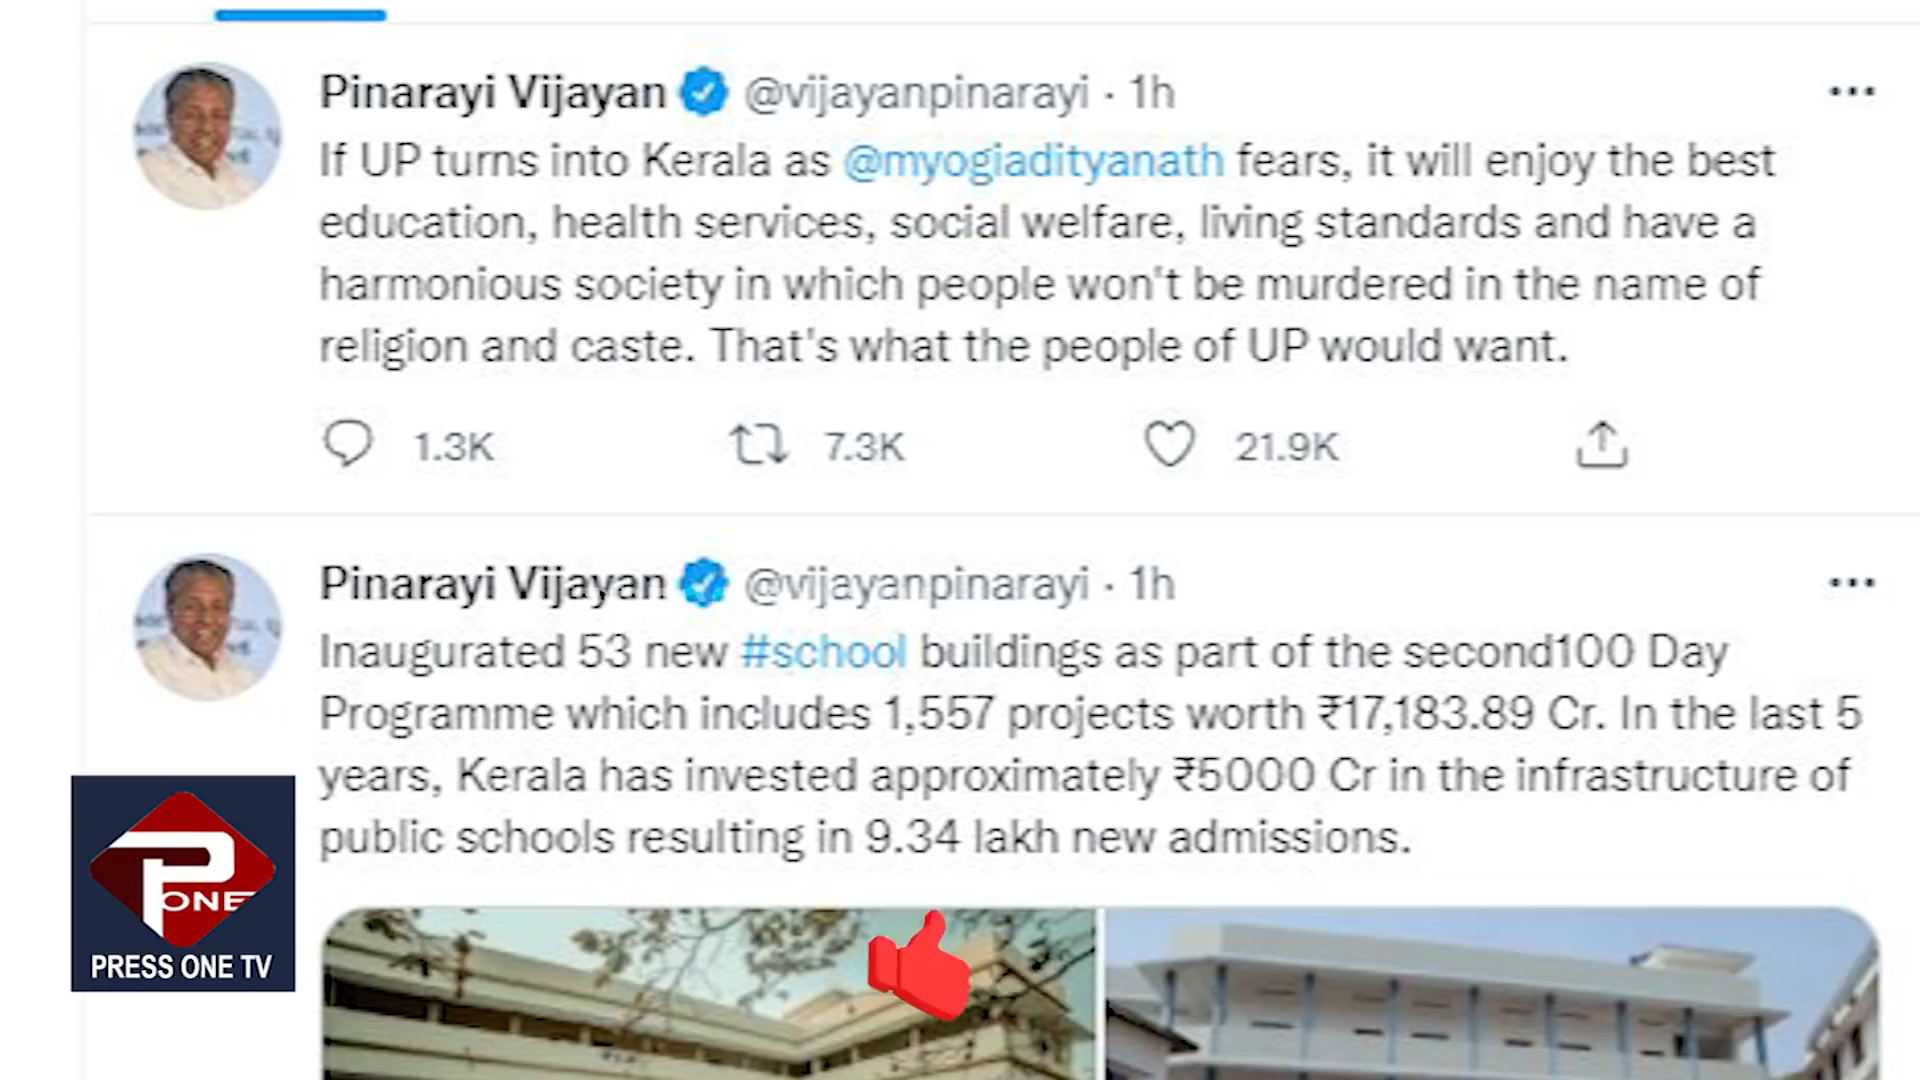 Pinarayi Vijayan @vijayanpinarayi · 1h
If UP turns into Kerala as @myogiadityanath fears, it will enjoy the best
education, health services, social welfare, living standards and have a
harmonious society in which people won't be murdered in the name of
religion and caste. That's what the people of UP would want.
1.3K 7.3K 21.9K
Pinarayi Vijayan @vijayanpinarayi · 1h
Inaugurated 53 new #school buildings as part of the second100 Day
Programme which includes 1,557 projects worth ₹17,183.89 Cr. In the last 5
years, Kerala has invested approximately ₹5000 Cr in the infrastructure of
public schools resulting in 9.34 lakh new admissions.
P ONE
PRESS ONE TV